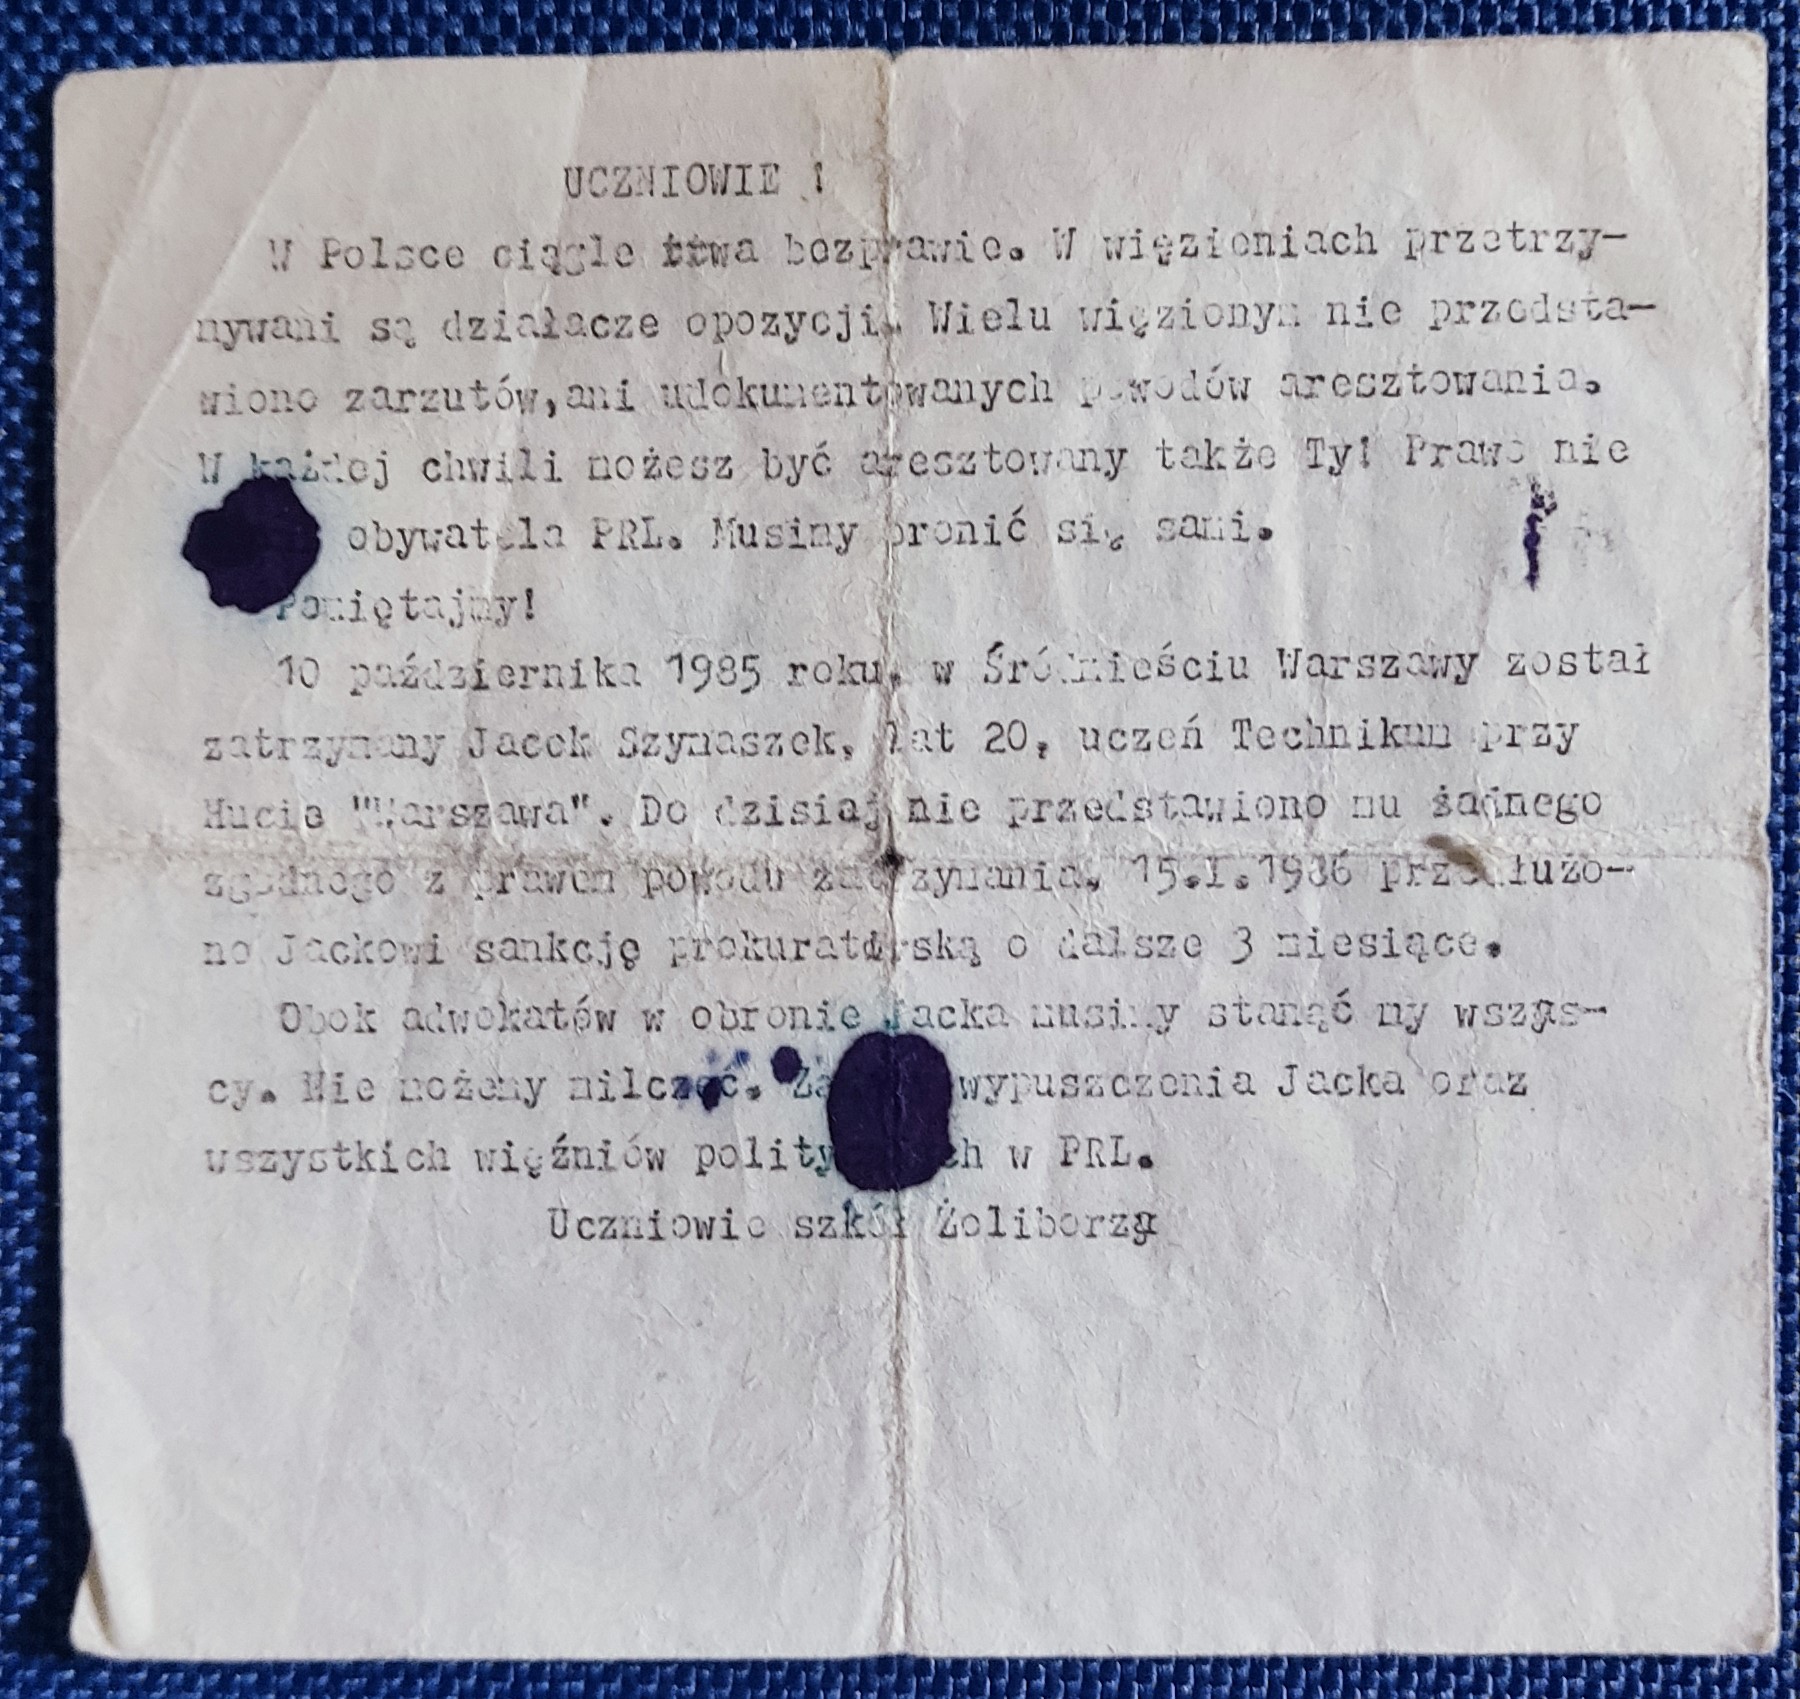 UCZNIOWIE !
W Polsce ciągle trwa bezprawie. W więzieniach przetrzy-
nywani są działacze opozycji. Wielu więzionym nie przedsta-
wiono zarzutów,ani udokumentowanych powodów aresztowania.
W każdej chwili możesz być aresztowany także Ty! Prawo nie
obywatela PRL. Musimy bronić się sami.
Pamiętajmy!
10 października 1985 roku. w Śródmieściu Warszawy został
zatrzymany Jacek Szymaszek, lat 20, uczeń Technikum przy
Hucie "Warszawa". Do dzisiaj nie przedstawiono mu żadnego
zgodnego z prawem powodu zatrzymania. 15.I.1986 przedłużo-
no Jackowi sankcję prokuratorską o dalsze 3 miesiące.
Obok adwokatów w obronie Jacka musimy stanąć my wszys-
cy. Nie możemy milczeć. wypuszczenia Jacka oraz
wszystkich więźniów politycznych w PRL.
Uczniowie szkół Żoliborza